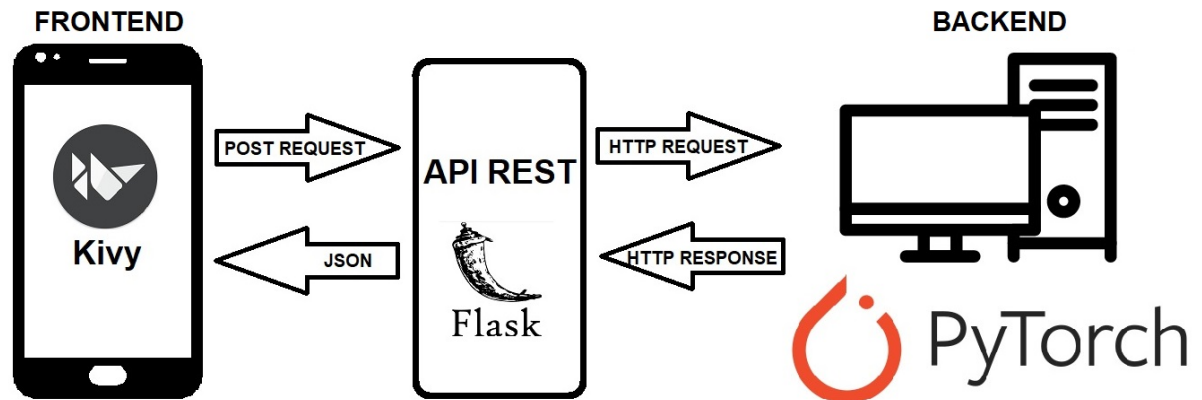 FRONTEND
BACKEND
POST REQUEST
HTTP REQUEST
API REST
Kivy
JSON
HTTP RESPONSE
Flask
PyTorch